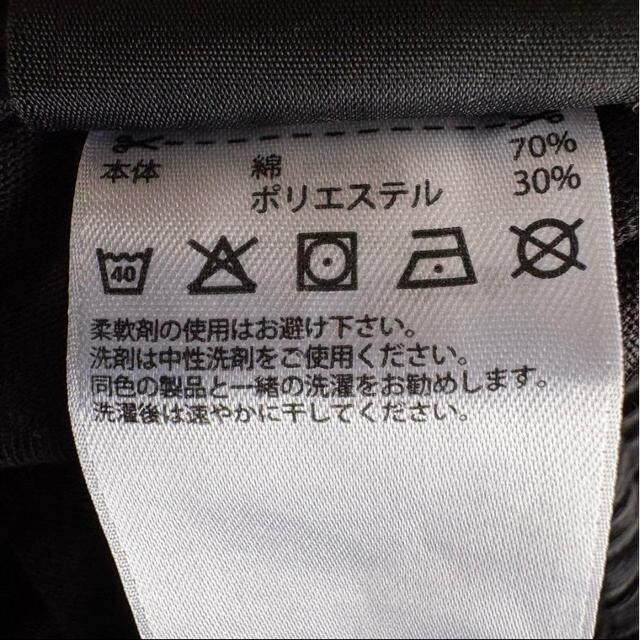 本体 綿 70%
ポリエステル 30%
40
柔軟剤の使用はお避け下さい。
洗剤は中性洗剤をご使用ください。
同色の製品と一緒の洗濯をお勧めします。
洗濯後は速やかに干してください。